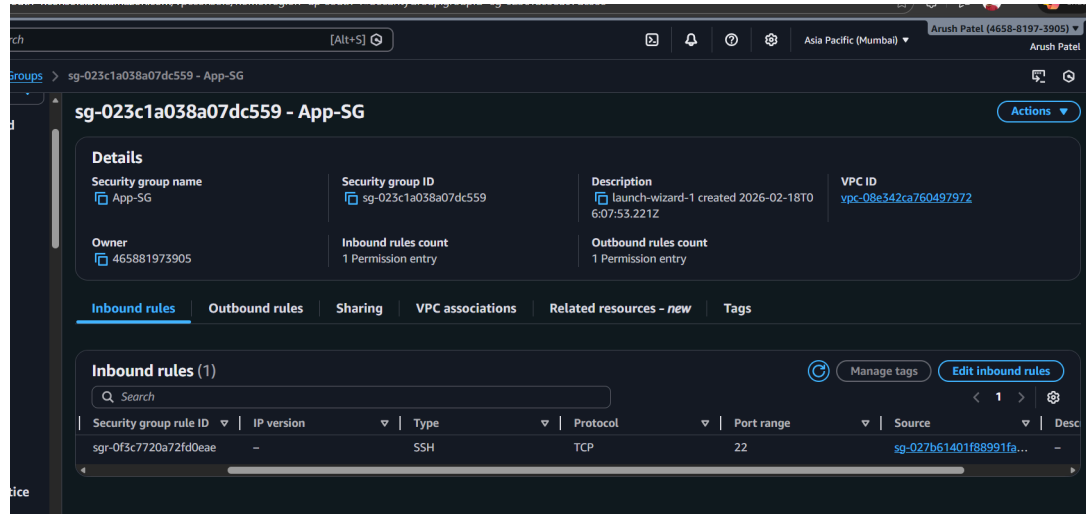 rch [Alt+S] Asia Pacific (Mumbai) Arush Patel (4658-8197-3905)
Arush Patel
Groups > sg-023c1a038a07dc559 - App-SG
sg-023c1a038a07dc559 - App-SG Actions
Details
Security group name Security group ID Description VPC ID
App-SG sg-023c1a038a07dc559 launch-wizard-1 created 2026-02-18T0 vpc-08e342ca760497972
6:07:53.221Z
Owner Inbound rules count Outbound rules count
465881973905 1 Permission entry 1 Permission entry
Inbound rules Outbound rules Sharing VPC associations Related resources - new Tags
Inbound rules (1) Manage tags Edit inbound rules
Search 1
Security group rule ID IP version Type Protocol Port range Source Desc
sgr-0f3c7720a72fd0eae – SSH TCP 22 sg-027b61401f88991fa... –
tice